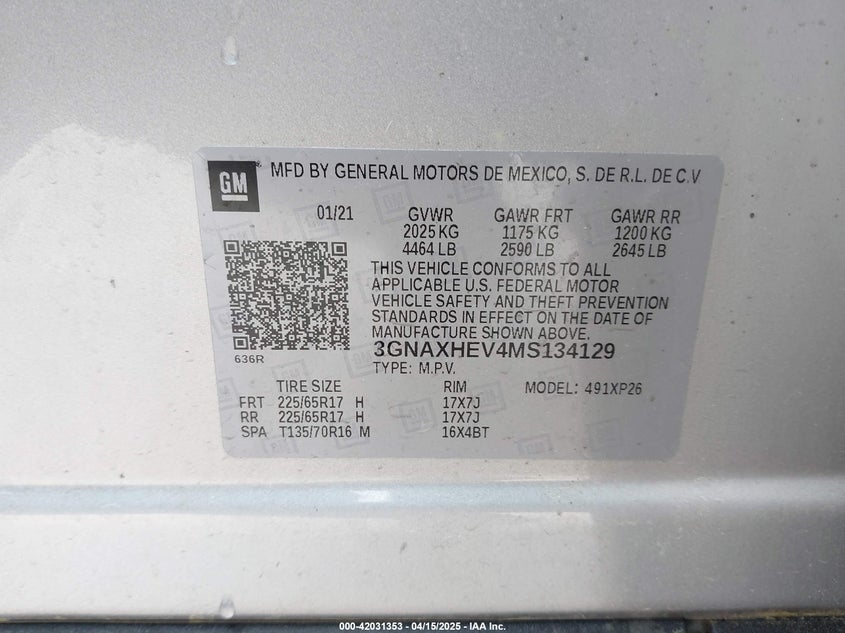 GM
MFD BY GENERAL MOTORS DE MEXICO, S. DE R.L. DE C.V
01/21 GVWR GAWR FRT GAWR RR
2025 KG 1175 KG 1200 KG
4464 LB 2590 LB 2645 LB
THIS VEHICLE CONFORMS TO ALL
APPLICABLE U.S. FEDERAL MOTOR
VEHICLE SAFETY AND THEFT PREVENTION
STANDARDS IN EFFECT ON THE DATE OF
MANUFACTURE SHOWN ABOVE.
636R
3GNAXHEV4MS134129
TYPE: M.P.V.
TIRE SIZE RIM MODEL: 491XP26
FRT 225/65R17 H 17X7J
RR 225/65R17 H 17X7J
SPA T135/70R16 M 16X4BT
000-42031353 - 04/15/2025 - IAA Inc.